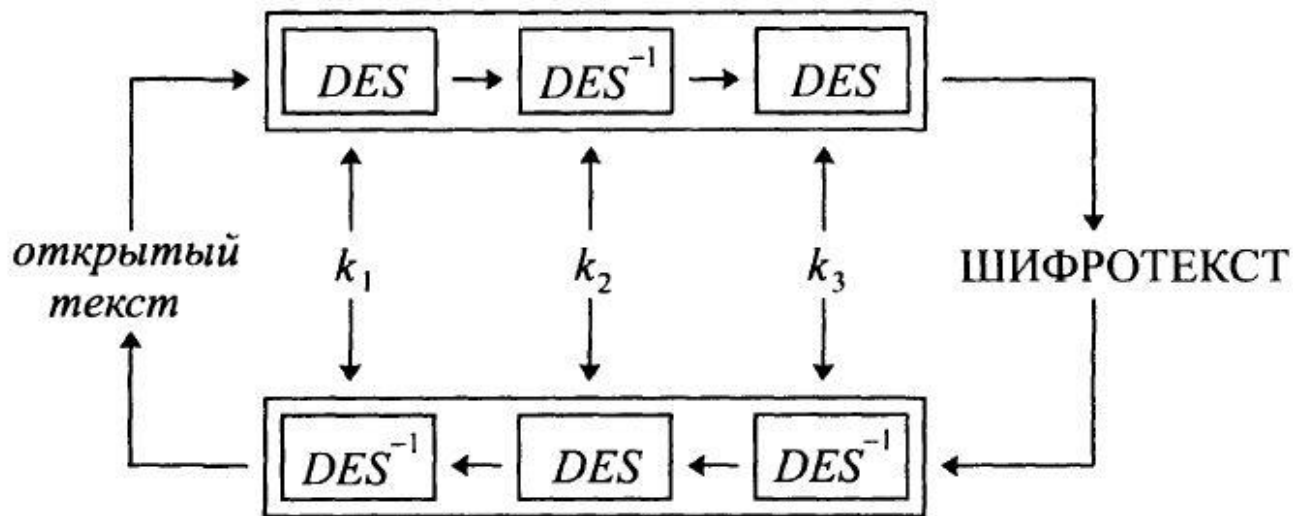 DES → DES⁻¹ → DES
открытый
текст
k₁ k₂ k₃
ШИФРОТЕКСТ
DES⁻¹ ← DES ← DES⁻¹